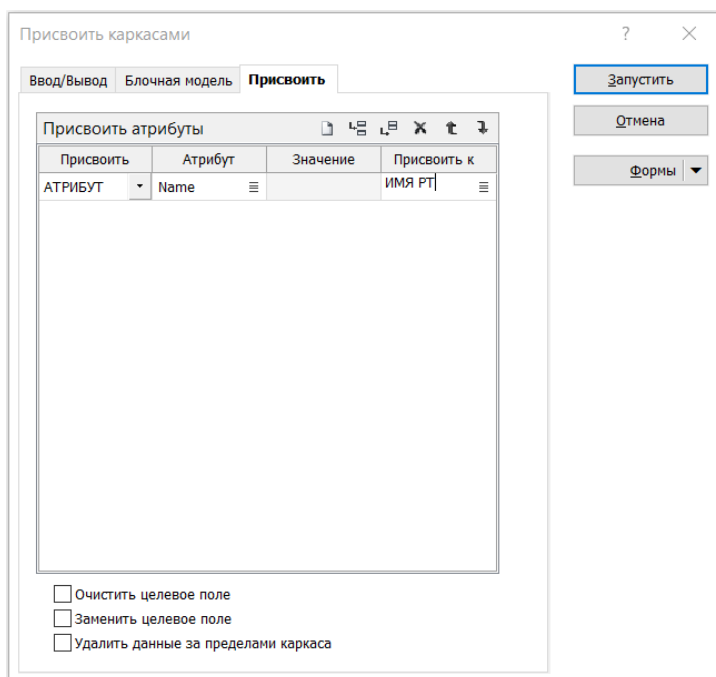 Присвоить каркасами
Ввод/Вывод Блочная модель Присвоить
Запустить
Отмена
Формы
Присвоить атрибуты
Присвоить Атрибут Значение Присвоить к
АТРИБУТ Name ИМЯ РТ
Очистить целевое поле
Заменить целевое поле
Удалить данные за пределами каркаса